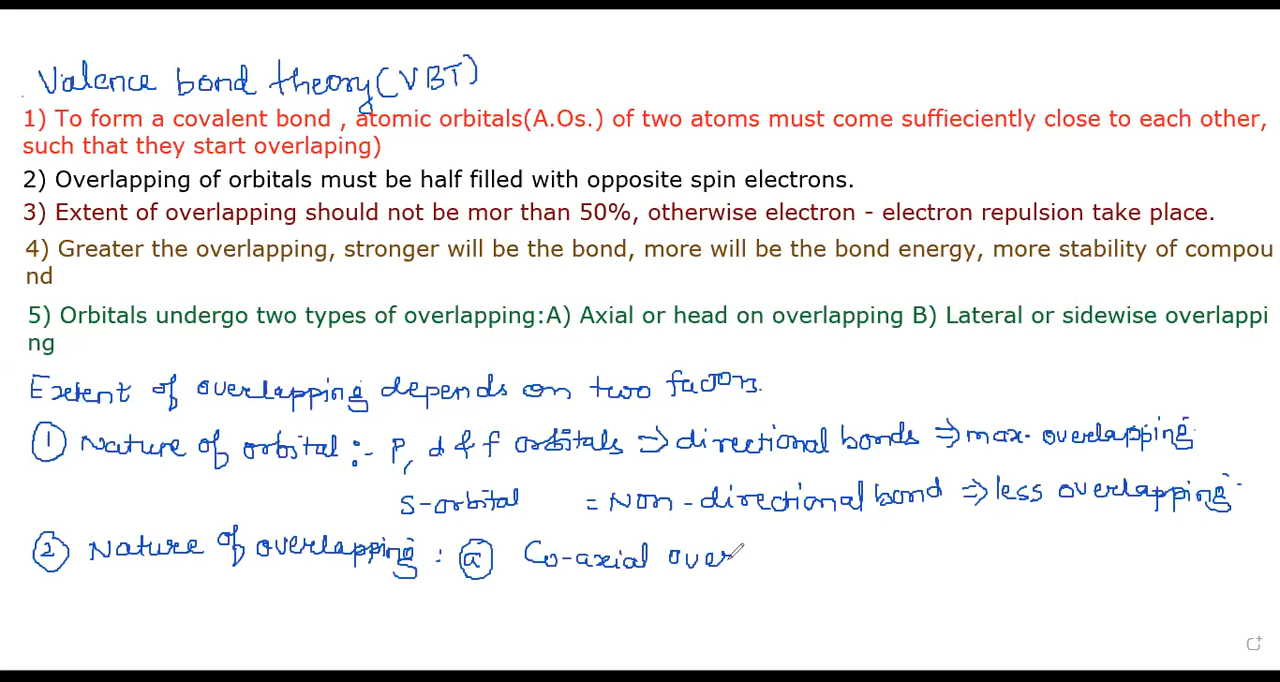 Valence bond theory(VBT)
1) To form a covalent bond , atomic orbitals(A.Os.) of two atoms must come suffieciently close to each other,
such that they start overlaping)
2) Overlapping of orbitals must be half filled with opposite spin electrons.
3) Extent of overlapping should not be mor than 50%, otherwise electron - electron repulsion take place.
4) Greater the overlapping, stronger will be the bond, more will be the bond energy, more stability of compou
nd
5) Orbitals undergo two types of overlapping:A) Axial or head on overlapping B) Lateral or sidewise overlappi
ng
Extent of overlapping depends on two factors.
① Nature of orbital :- P, d & f orbitals ⇒ directional bonds ⇒ max. overlapping.
S-orbital = Non-directional bond ⇒ less overlapping.
② Nature of overlapping : ⓐ Co-axial over